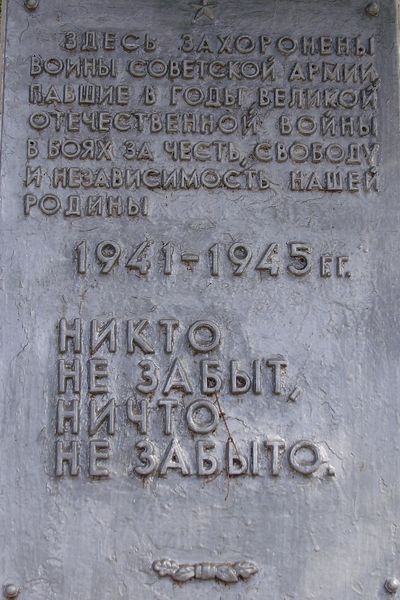 ЗДЕСЬ ЗАХОРОНЕНЫ
ВОИНЫ СОВЕТСКОЙ АРМИИ,
ПАВШИЕ В ГОДЫ ВЕЛИКОЙ
ОТЕЧЕСТВЕННОЙ ВОЙНЫ
В БОЯХ ЗА ЧЕСТЬ, СВОБОДУ
И НЕЗАВИСИМОСТЬ НАШЕЙ
РОДИНЫ
1941-1945 гг.
НИКТО
НЕ ЗАБЫТ,
НИЧТО
НЕ ЗАБЫТО.